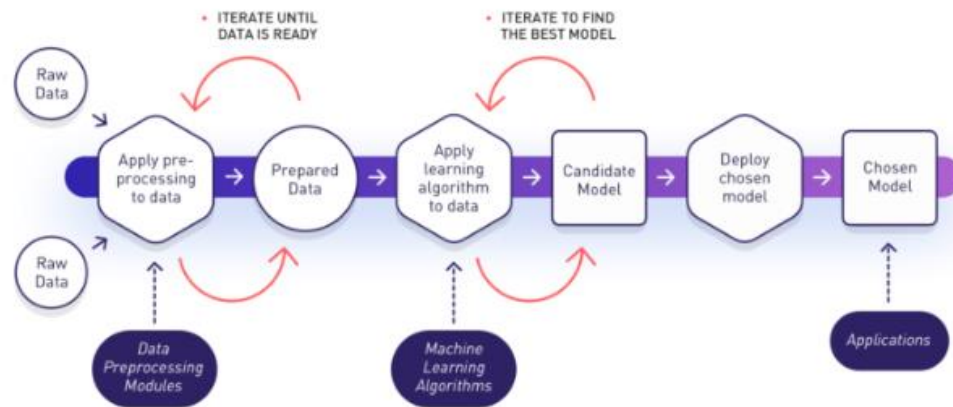 • ITERATE UNTIL
DATA IS READY
• ITERATE TO FIND
THE BEST MODEL
Raw
Data
Apply pre-
processing
to data
Prepared
Data
Apply
learning
algorithm
to data
Candidate
Model
Deploy
chosen
model
Chosen
Model
Raw
Data
Data
Preprocessing
Modules
Machine
Learning
Algorithms
Applications